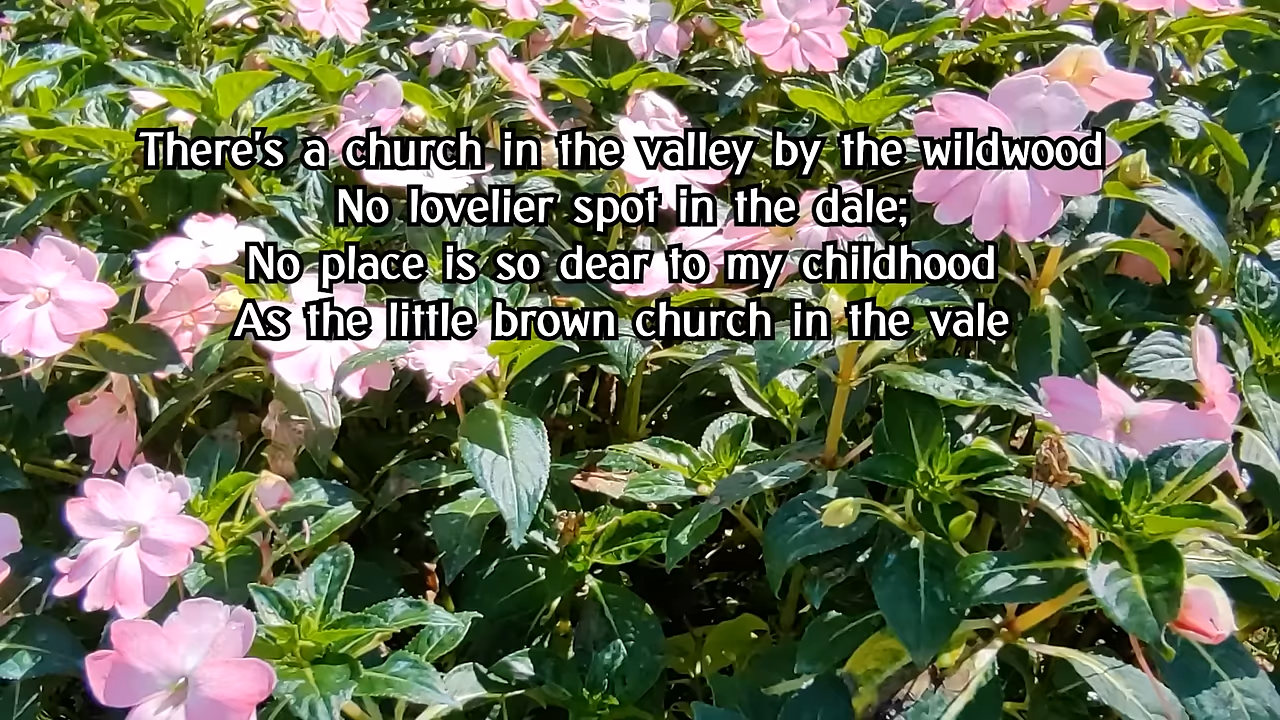 There's a church in the valley by the wildwood
No lovelier spot in the dale;
No place is so dear to my childhood
As the little brown church in the vale